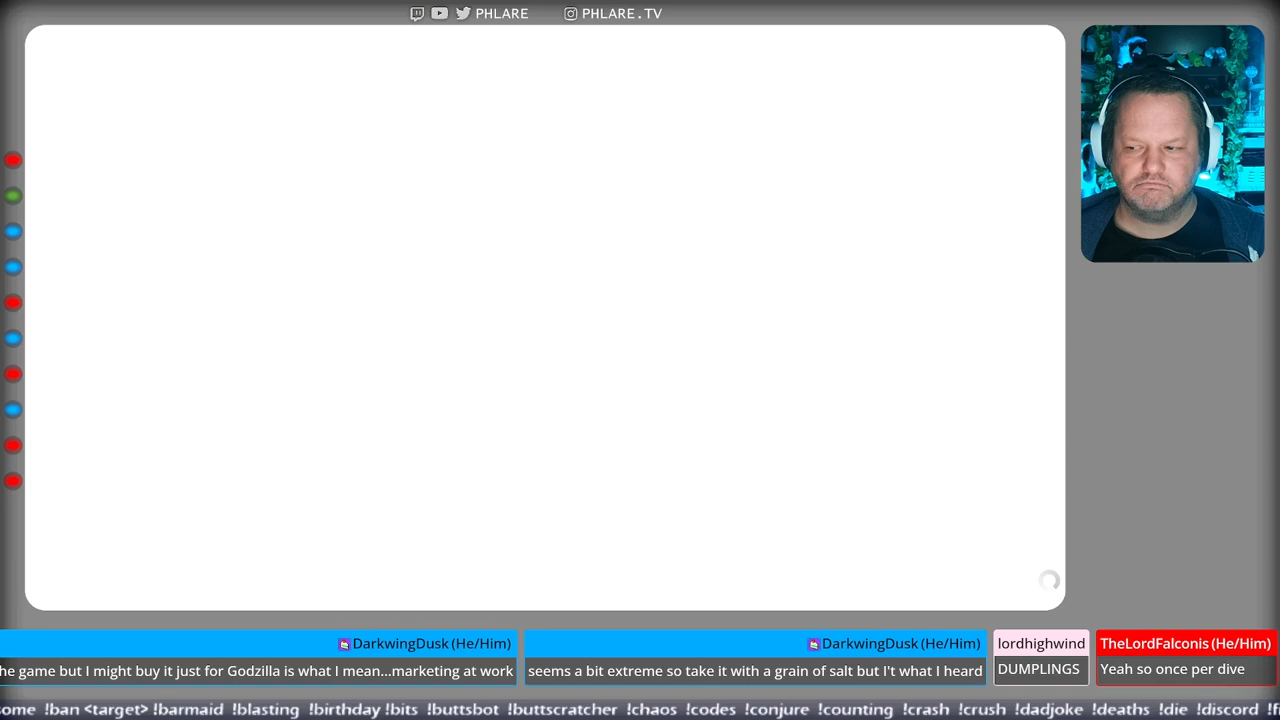 PHLARE PHLARE.TV
DarkwingDusk (He/Him)
he game but I might buy it just for Godzilla is what I mean...marketing at work
DarkwingDusk (He/Him)
seems a bit extreme so take it with a grain of salt but I't what I heard
lordhighwind
DUMPLINGS
TheLordFalconis (He/Him)
Yeah so once per dive
ome !ban <target> !barmaid !blasting !birthday !bits !buttsbot !buttscratcher !chaos !codes !conjure !counting !crash !crush !dadjoke !deaths !die !discord !f